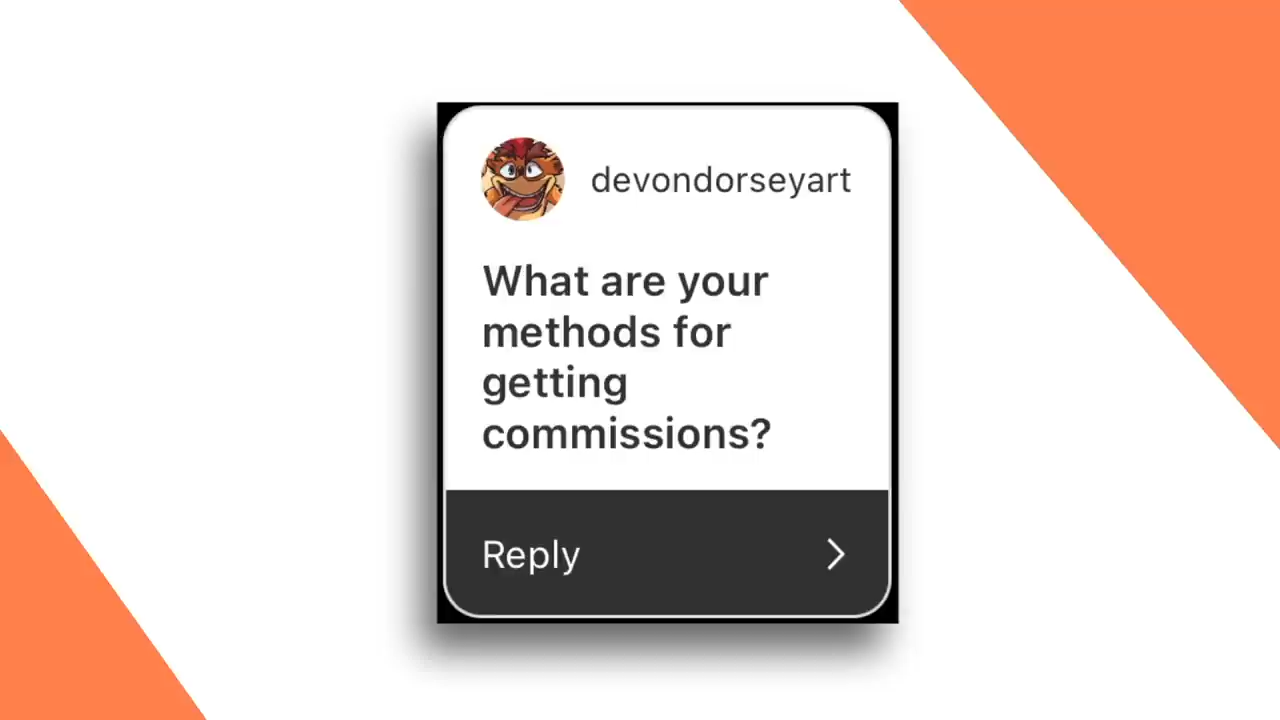 devondorseyart
What are your
methods for
getting
commissions?
Reply